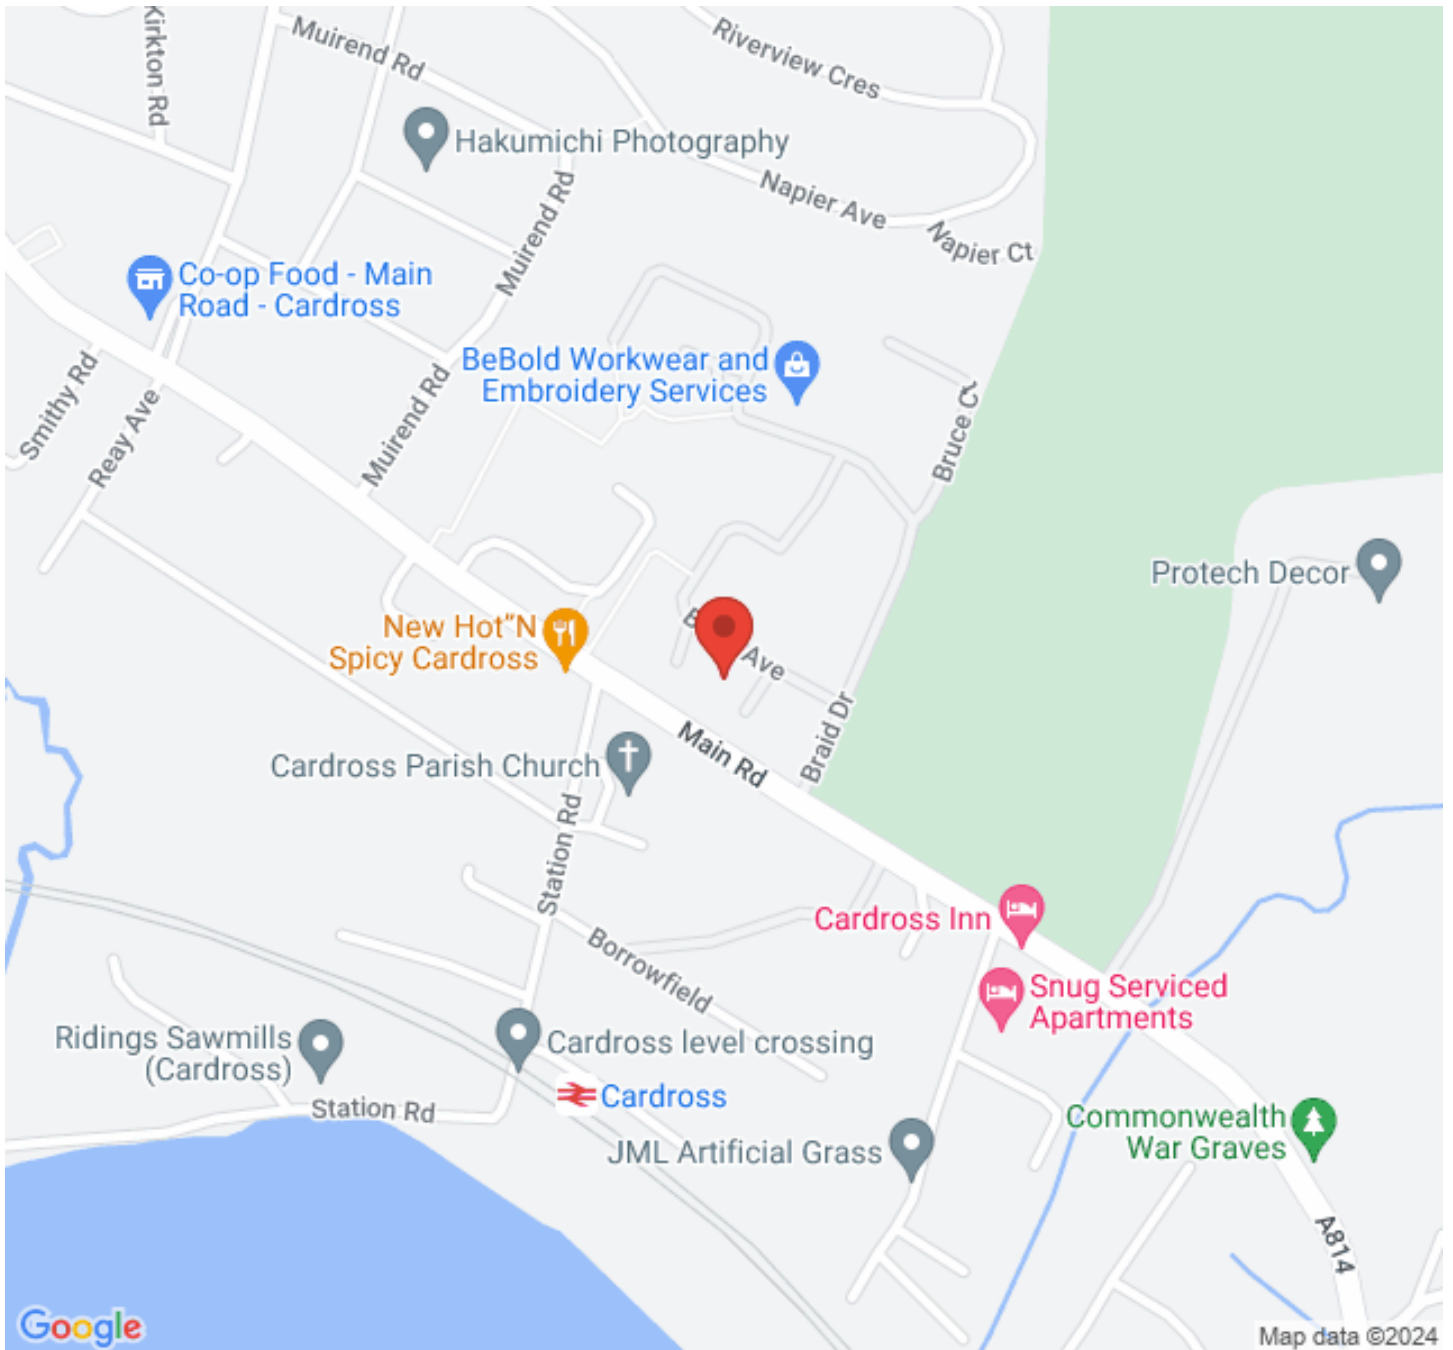 Kirkton Rd
Muirend Rd
Riverview Cres
Hakumichi Photography
Napier Ave
Napier Ct
Muirend Rd
Co-op Food - Main
Road - Cardross
BeBold Workwear and
Embroidery Services
Smithy Rd
Reay Ave
Muirend Rd
Bruce Ct
Protech Decor
New Hot"N
Spicy Cardross
Ave
Braid Dr
Main Rd
Cardross Parish Church
Station Rd
Cardross Inn
Borrowfield
Snug Serviced
Apartments
Ridings Sawmills
(Cardross)
Cardross level crossing
Cardross
Station Rd
Commonwealth
War Graves
JML Artificial Grass
A814
Google
Map data ©2024